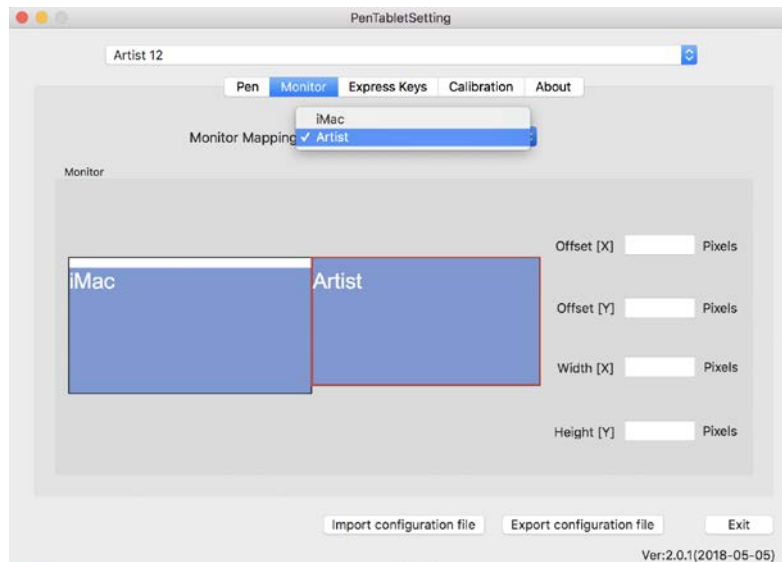 PenTabletSetting
Artist 12
Pen Monitor Express Keys Calibration About
iMac
Monitor Mapping ✓ Artist
Monitor
Offset [X] Pixels
iMac Artist
Offset [Y] Pixels
Width [X] Pixels
Height [Y] Pixels
Import configuration file Export configuration file Exit
Ver:2.0.1(2018-05-05)